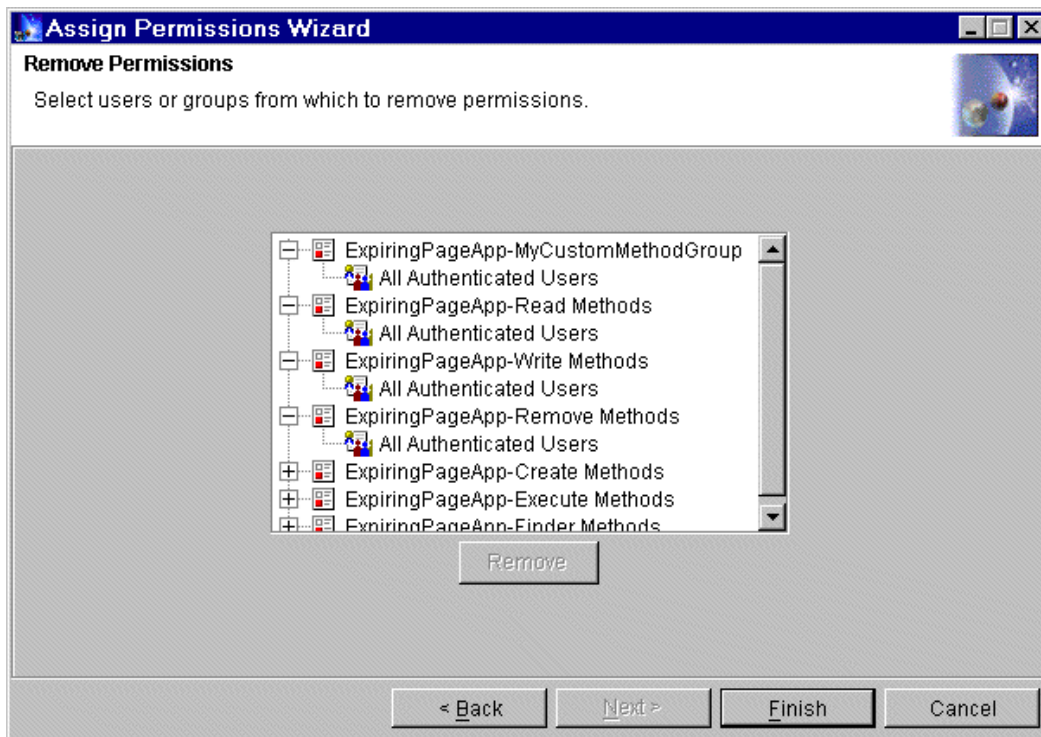 Assign Permissions Wizard
Remove Permissions
Select users or groups from which to remove permissions.
ExpiringPageApp-MyCustomMethodGroup
All Authenticated Users
ExpiringPageApp-Read Methods
All Authenticated Users
ExpiringPageApp-Write Methods
All Authenticated Users
ExpiringPageApp-Remove Methods
All Authenticated Users
ExpiringPageApp-Create Methods
ExpiringPageApp-Execute Methods
ExpiringPageApp-Finder Methods
Remove
< Back
Next >
Finish
Cancel